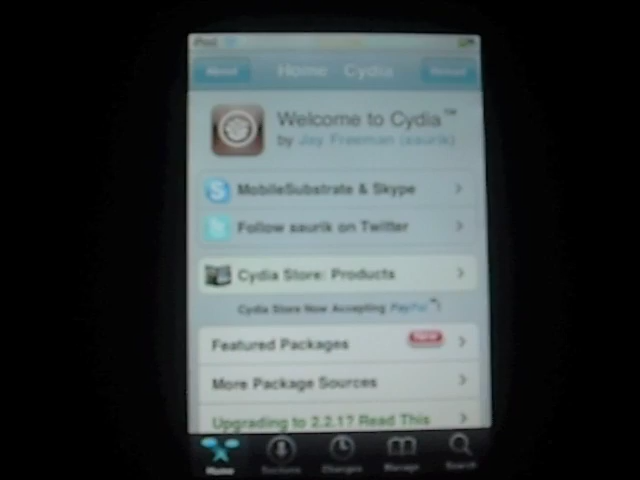 iPod
About Home Cydia Reload
Welcome to Cydia™
by Jay Freeman (saurik)
MobileSubstrate & Skype
Follow saurik on Twitter
Cydia Store: Products
Cydia Store Now Accepting PayPal
Featured Packages New
More Package Sources
Upgrading to 2.2.1? Read This
Home Sections Changes Manage Search